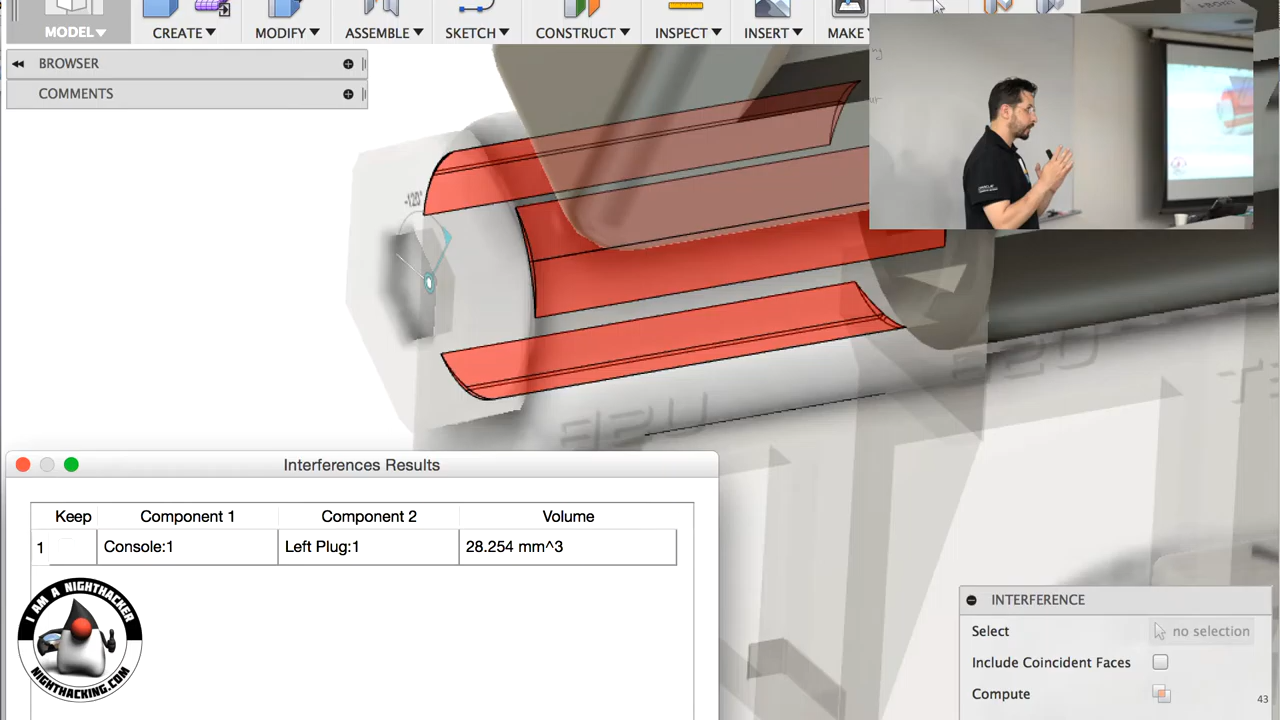 MODEL▾
CREATE▾
MODIFY▾
ASSEMBLE▾
SKETCH▾
CONSTRUCT▾
INSPECT▾
INSERT▾
MAKE
BROWSER
COMMENTS
-120°
USB
Interferences Results
Keep Component 1 Component 2 Volume
1 Console:1 Left Plug:1 28.254 mm^3
I AM A NIGHTHACKER
NIGHTHACKING.COM
INTERFERENCE
Select no selection
Include Coincident Faces
Compute
43